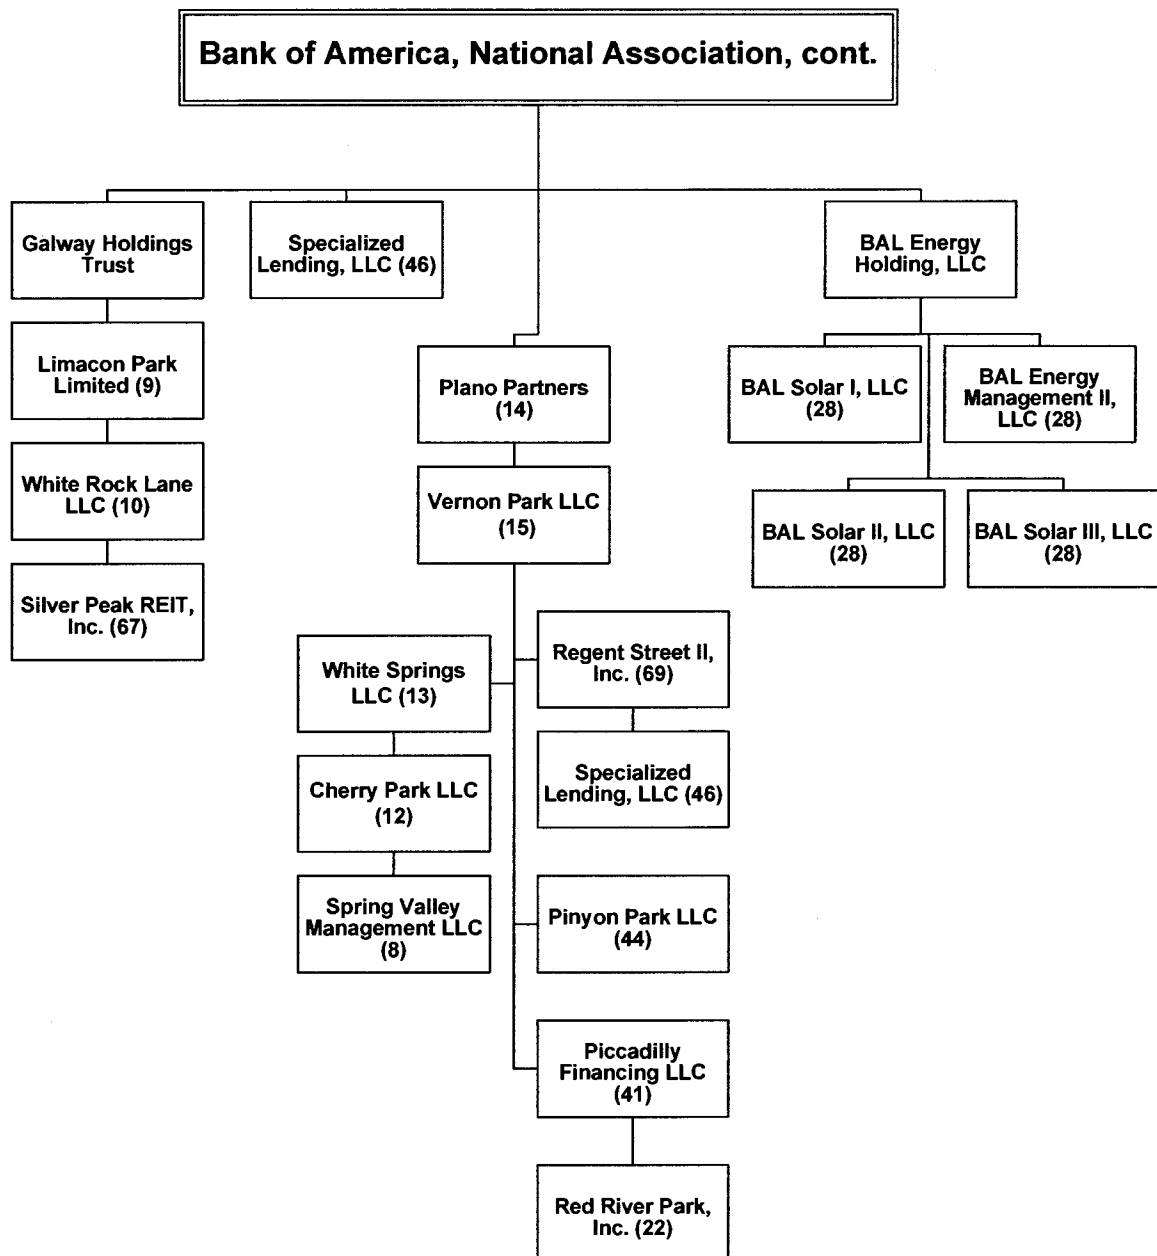 Bank of America, National Association, cont.
Galway Holdings
Trust
Specialized
Lending, LLC (46)
BAL Energy
Holding, LLC
Limacon Park
Limited (9)
Plano Partners
(14)
BAL Solar I, LLC
(28)
BAL Energy
Management II,
LLC (28)
White Rock Lane
LLC (10)
Vernon Park LLC
(15)
BAL Solar II, LLC
(28)
BAL Solar III, LLC
(28)
Silver Peak REIT,
Inc. (67)
White Springs
LLC (13)
Regent Street II,
Inc. (69)
Cherry Park LLC
(12)
Specialized
Lending, LLC (46)
Spring Valley
Management LLC
(8)
Pinyon Park LLC
(44)
Piccadilly
Financing LLC
(41)
Red River Park,
Inc. (22)